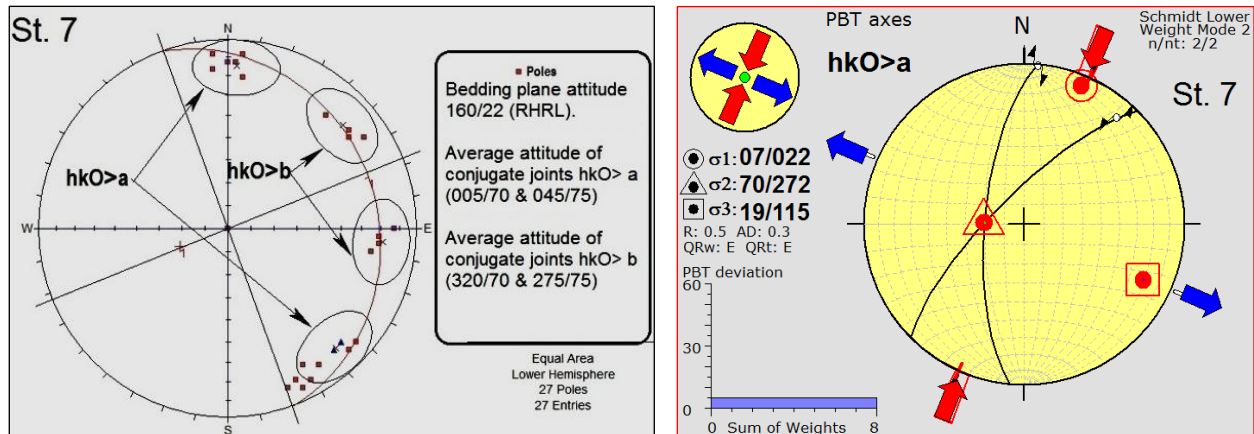 St. 7
N
hkO>a
hkO>b
W
E
S
1
1
Poles
Bedding plane attitude
160/22 (RHRL).
Average attitude of
conjugate joints hkO> a
(005/70 & 045/75)
Average attitude of
conjugate joints hkO> b
(320/70 & 275/75)
Equal Area
Lower Hemisphere
27 Poles
27 Entries
PBT axes
hkO>a
N
Schmidt Lower
Weight Mode 2
n/nt: 2/2
St. 7
σ1: 07/022
σ2: 70/272
σ3: 19/115
R: 0.5 AD: 0.3
QRw: E QRt: E
PBT deviation
60
30
0
0 Sum of Weights 8